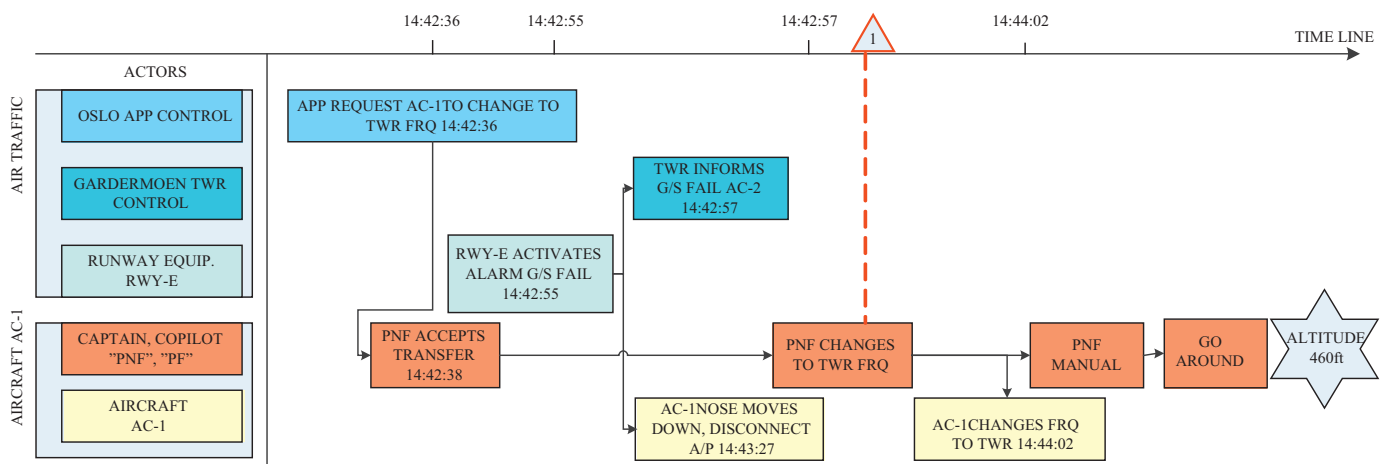 14:42:36
14:42:55
14:42:57
14:44:02
1
TIME LINE
ACTORS
AIR TRAFFIC
OSLO APP CONTROL
GARDERMOEN TWR
CONTROL
RUNWAY EQUIP.
RWY-E
AIRCRAFT AC-1
CAPTAIN, COPILOT
"PNF", "PF"
AIRCRAFT
AC-1
APP REQUEST AC-1TO CHANGE TO
TWR FRQ 14:42:36
TWR INFORMS
G/S FAIL AC-2
14:42:57
RWY-E ACTIVATES
ALARM G/S FAIL
14:42:55
PNF ACCEPTS
TRANSFER
14:42:38
PNF CHANGES
TO TWR FRQ
PNF
MANUAL
GO
AROUND
ALTITUDE
460ft
AC-1NOSE MOVES
DOWN, DISCONNECT
A/P 14:43:27
AC-1CHANGES FRQ
TO TWR 14:44:02